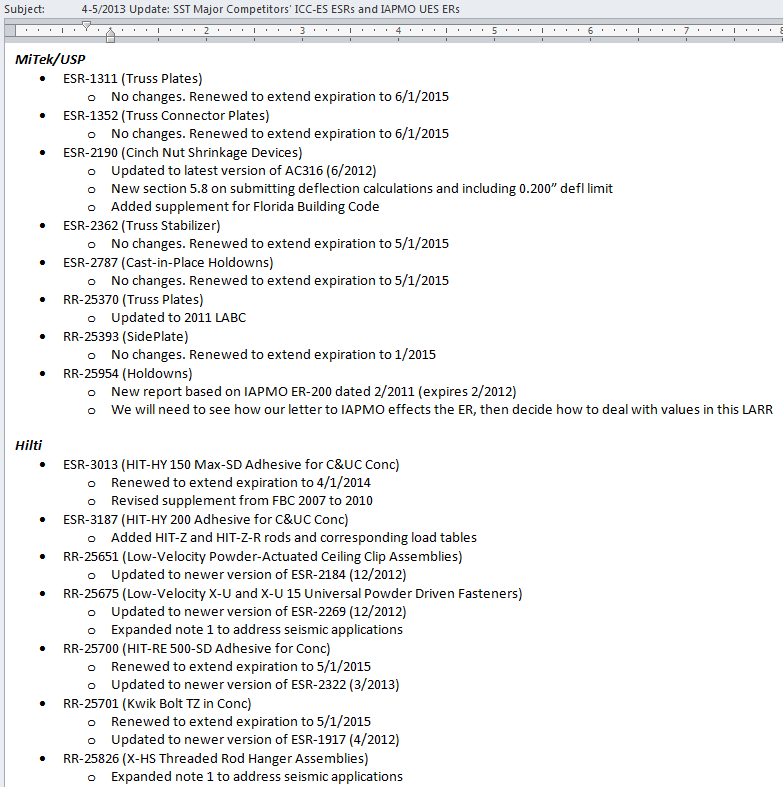 Subject: 4-5/2013 Update: SST Major Competitors' ICC-ES ESRs and IAPMO UES ERs
1 2 3 4 5 6 7 8
MiTek/USP
• ESR-1311 (Truss Plates)
o No changes. Renewed to extend expiration to 6/1/2015
• ESR-1352 (Truss Connector Plates)
o No changes. Renewed to extend expiration to 6/1/2015
• ESR-2190 (Cinch Nut Shrinkage Devices)
o Updated to latest version of AC316 (6/2012)
o New section 5.8 on submitting deflection calculations and including 0.200” defl limit
o Added supplement for Florida Building Code
• ESR-2362 (Truss Stabilizer)
o No changes. Renewed to extend expiration to 5/1/2015
• ESR-2787 (Cast-in-Place Holdowns)
o No changes. Renewed to extend expiration to 5/1/2015
• RR-25370 (Truss Plates)
o Updated to 2011 LABC
• RR-25393 (SidePlate)
o No changes. Renewed to extend expiration to 1/2015
• RR-25954 (Holdowns)
o New report based on IAPMO ER-200 dated 2/2011 (expires 2/2012)
o We will need to see how our letter to IAPMO effects the ER, then decide how to deal with values in this LARR
Hilti
• ESR-3013 (HIT-HY 150 Max-SD Adhesive for C&UC Conc)
o Renewed to extend expiration to 4/1/2014
o Revised supplement from FBC 2007 to 2010
• ESR-3187 (HIT-HY 200 Adhesive for C&UC Conc)
o Added HIT-Z and HIT-Z-R rods and corresponding load tables
• RR-25651 (Low-Velocity Powder-Actuated Ceiling Clip Assemblies)
o Updated to newer version of ESR-2184 (12/2012)
• RR-25675 (Low-Velocity X-U and X-U 15 Universal Powder Driven Fasteners)
o Updated to newer version of ESR-2269 (12/2012)
o Expanded note 1 to address seismic applications
• RR-25700 (HIT-RE 500-SD Adhesive for Conc)
o Renewed to extend expiration to 5/1/2015
o Updated to newer version of ESR-2322 (3/2013)
• RR-25701 (Kwik Bolt TZ in Conc)
o Renewed to extend expiration to 5/1/2015
o Updated to newer version of ESR-1917 (4/2012)
• RR-25826 (X-HS Threaded Rod Hanger Assemblies)
o Expanded note 1 to address seismic applications